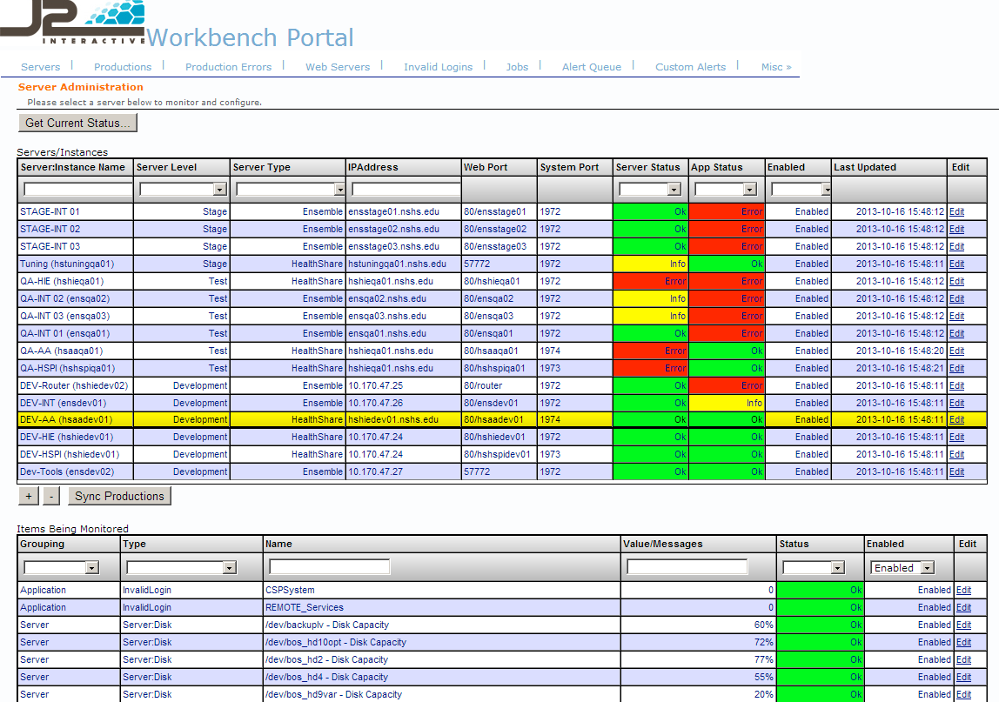 J2
INTERACTIVE Workbench Portal
Servers Productions Production Errors Web Servers Invalid Logins Jobs Alert Queue Custom Alerts Misc »
Server Administration
Please select a server below to monitor and configure.
Get Current Status...
Servers/Instances
Server:Instance Name Server Level Server Type IPAddress Web Port System Port Server Status App Status Enabled Last Updated Edit
STAGE-INT 01 Stage Ensemble ensstage01.nshs.edu 80/ensstage01 1972 Ok Error Enabled 2013-10-16 15:48:12 Edit
STAGE-INT 02 Stage Ensemble ensstage02.nshs.edu 80/ensstage02 1972 Ok Error Enabled 2013-10-16 15:48:12 Edit
STAGE-INT 03 Stage Ensemble ensstage03.nshs.edu 80/ensstage03 1972 Ok Error Enabled 2013-10-16 15:48:12 Edit
Tuning (hstuningqa01) Stage HealthShare hstuningqa01.nshs.edu 57772 1972 Info Ok Enabled 2013-10-16 15:48:11 Edit
QA-HIE (hshieqa01) Test HealthShare hshieqa01.nshs.edu 80/hshieqa01 1972 Error Error Enabled 2013-10-16 15:48:12 Edit
QA-INT 02 (ensqa02) Test Ensemble ensqa02.nshs.edu 80/ensqa02 1972 Info Error Enabled 2013-10-16 15:48:12 Edit
QA-INT 03 (ensqa03) Test Ensemble ensqa03.nshs.edu 80/ensqa03 1972 Info Error Enabled 2013-10-16 15:48:12 Edit
QA-INT 01 (ensqa01) Test Ensemble ensqa01.nshs.edu 80/ensqa01 1972 Ok Error Enabled 2013-10-16 15:48:12 Edit
QA-AA (hsaaqa01) Test HealthShare hshieqa01.nshs.edu 80/hsaaqa01 1974 Error Ok Enabled 2013-10-16 15:48:20 Edit
QA-HSPI (hshspiqa01) Test HealthShare hshieqa01.nshs.edu 80/hshspiqa01 1973 Error Ok Enabled 2013-10-16 15:48:21 Edit
DEV-Router (hshiedev02) Development Ensemble 10.170.47.25 80/router 1972 Ok Error Enabled 2013-10-16 15:48:11 Edit
DEV-INT (ensdev01) Development Ensemble 10.170.47.26 80/ensdev01 1972 Ok Info Enabled 2013-10-16 15:48:11 Edit
DEV-AA (hsaadev01) Development HealthShare hshiedev01.nshs.edu 80/hsaadev01 1974 Ok Ok Enabled 2013-10-16 15:48:11 Edit
DEV-HIE (hshiedev01) Development HealthShare 10.170.47.24 80/hshiedev01 1972 Ok Ok Enabled 2013-10-16 15:48:11 Edit
DEV-HSPI (hshiedev01) Development HealthShare 10.170.47.24 80/hshspidev01 1973 Ok Ok Enabled 2013-10-16 15:48:11 Edit
Dev-Tools (ensdev02) Development Ensemble 10.170.47.27 57772 1972 Ok Ok Enabled 2013-10-16 15:48:11 Edit
+ - Sync Productions
Items Being Monitored
Grouping Type Name Value/Messages Status Enabled Edit
Enabled
Application InvalidLogin CSPSystem 0 Ok Enabled Edit
Application InvalidLogin REMOTE_Services 0 Ok Enabled Edit
Server Server:Disk /dev/backuplv - Disk Capacity 60% Ok Enabled Edit
Server Server:Disk /dev/bos_hd10opt - Disk Capacity 72% Ok Enabled Edit
Server Server:Disk /dev/bos_hd2 - Disk Capacity 77% Ok Enabled Edit
Server Server:Disk /dev/bos_hd4 - Disk Capacity 55% Ok Enabled Edit
Server Server:Disk /dev/bos_hd9var - Disk Capacity 20% Ok Enabled Edit